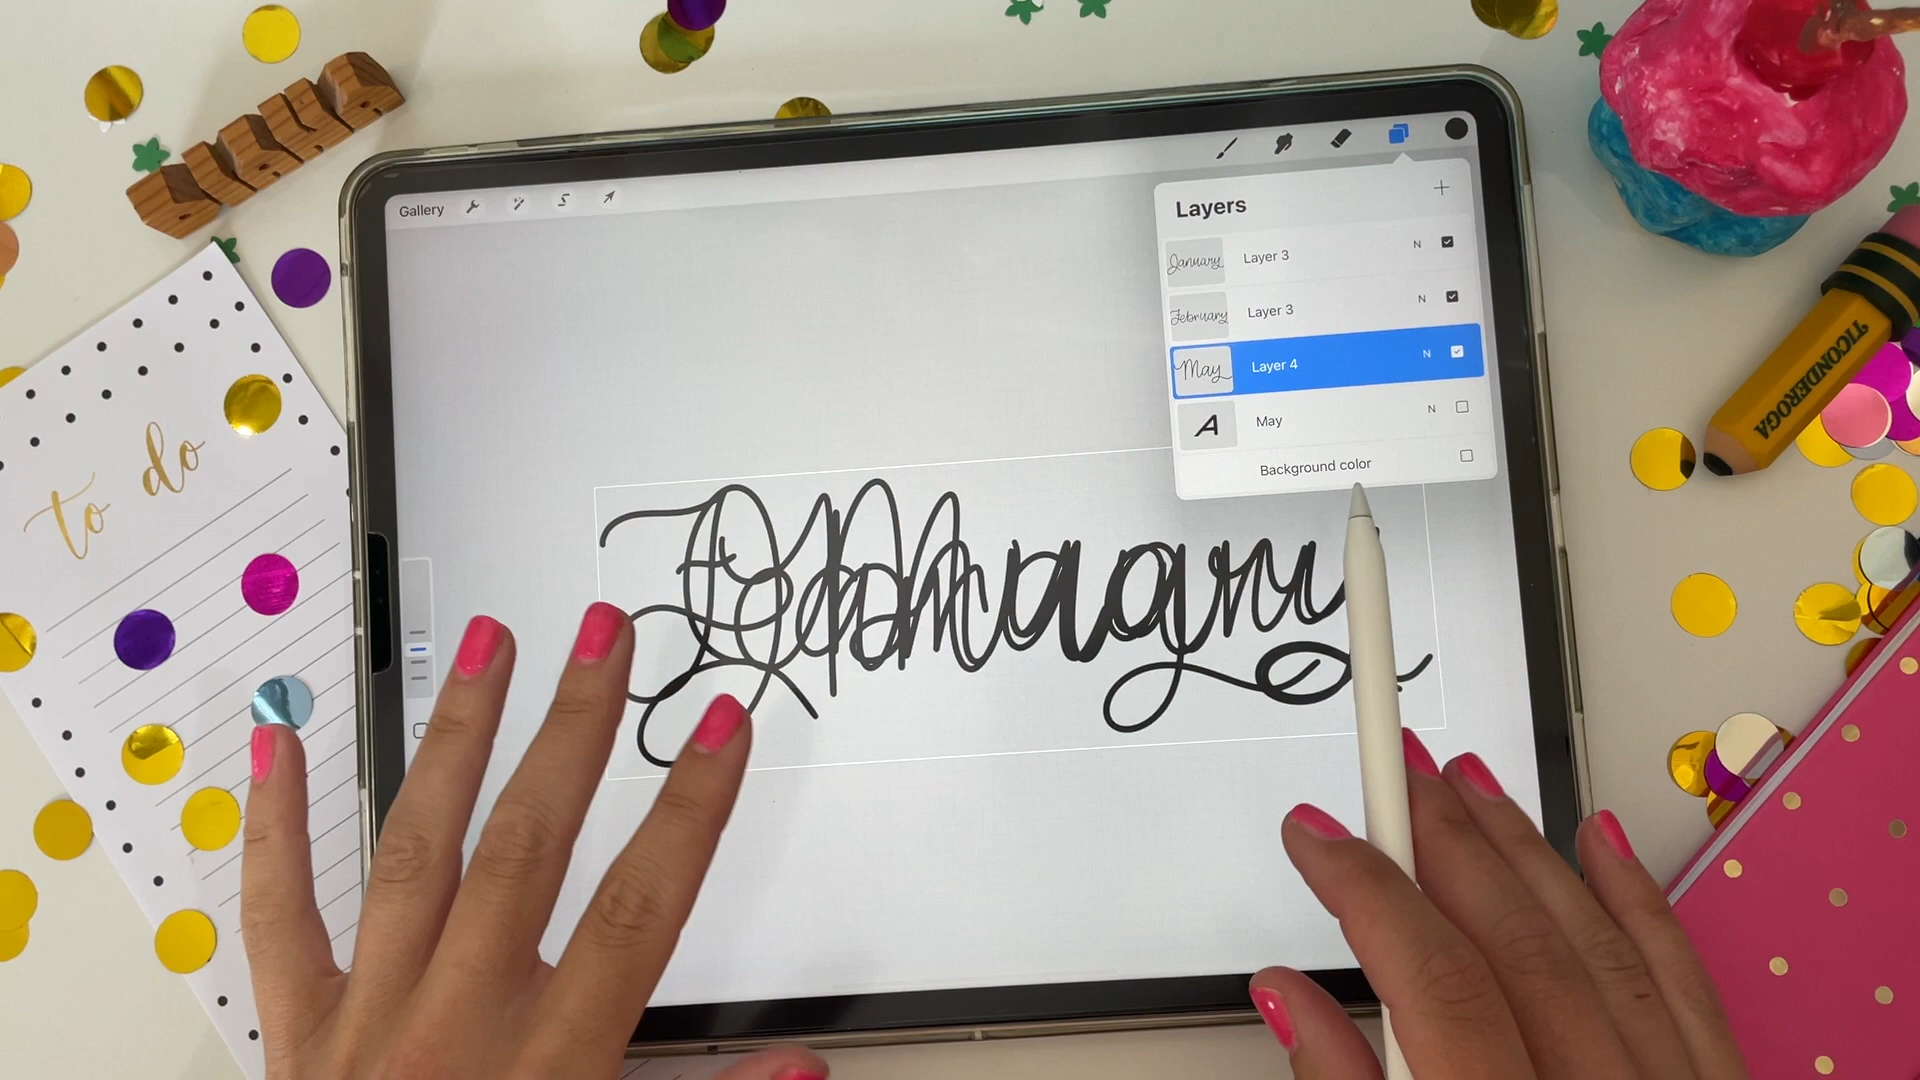 Gallery
Layers
January
Layer 3
N
February
Layer 3
N
May
Layer 4
N
A
May
N
Background color
to do
TICONDEROGA